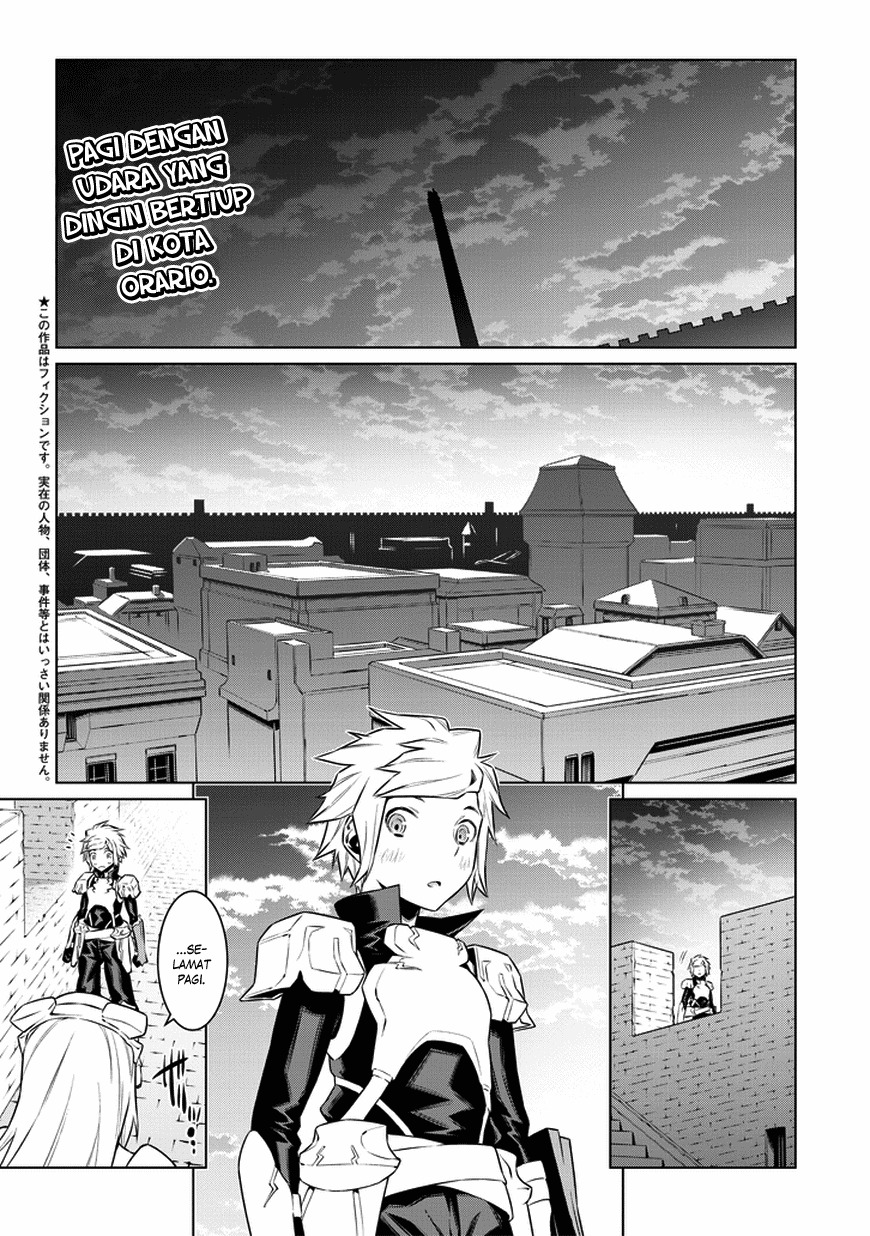 PAGI DENGAN
UDARA YANG
DINGIN BERTIUP
DI KOTA
ORARIO.
★この作品はフィクションです。実在の人物、団体、事件等とはいっさい関係ありません。
...SE-
LAMAT
PAGI.